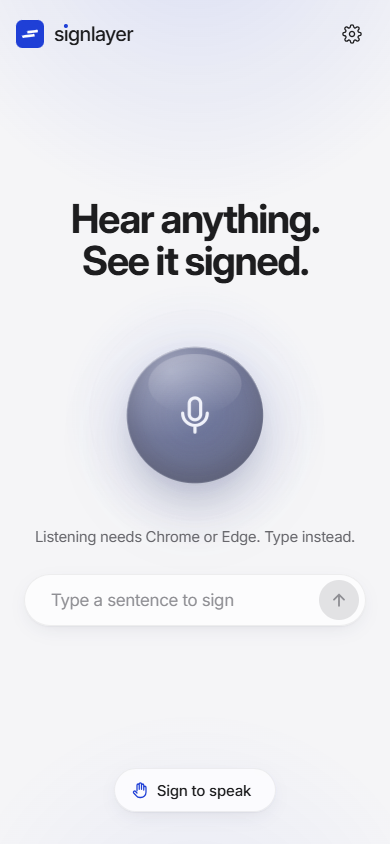 signlayer
Hear anything.
See it signed.
Listening needs Chrome or Edge. Type instead.
Type a sentence to sign
Sign to speak